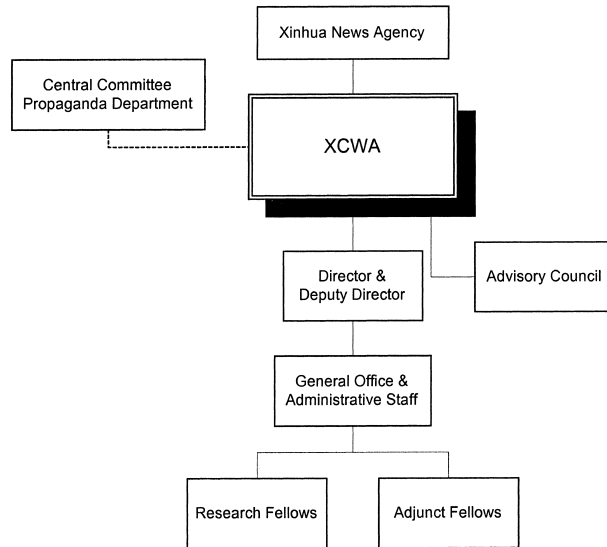 Xinhua News Agency
Central Committee
Propaganda Department
XCWA
Director &
Deputy Director
Advisory Council
General Office &
Administrative Staff
Research Fellows
Adjunct Fellows